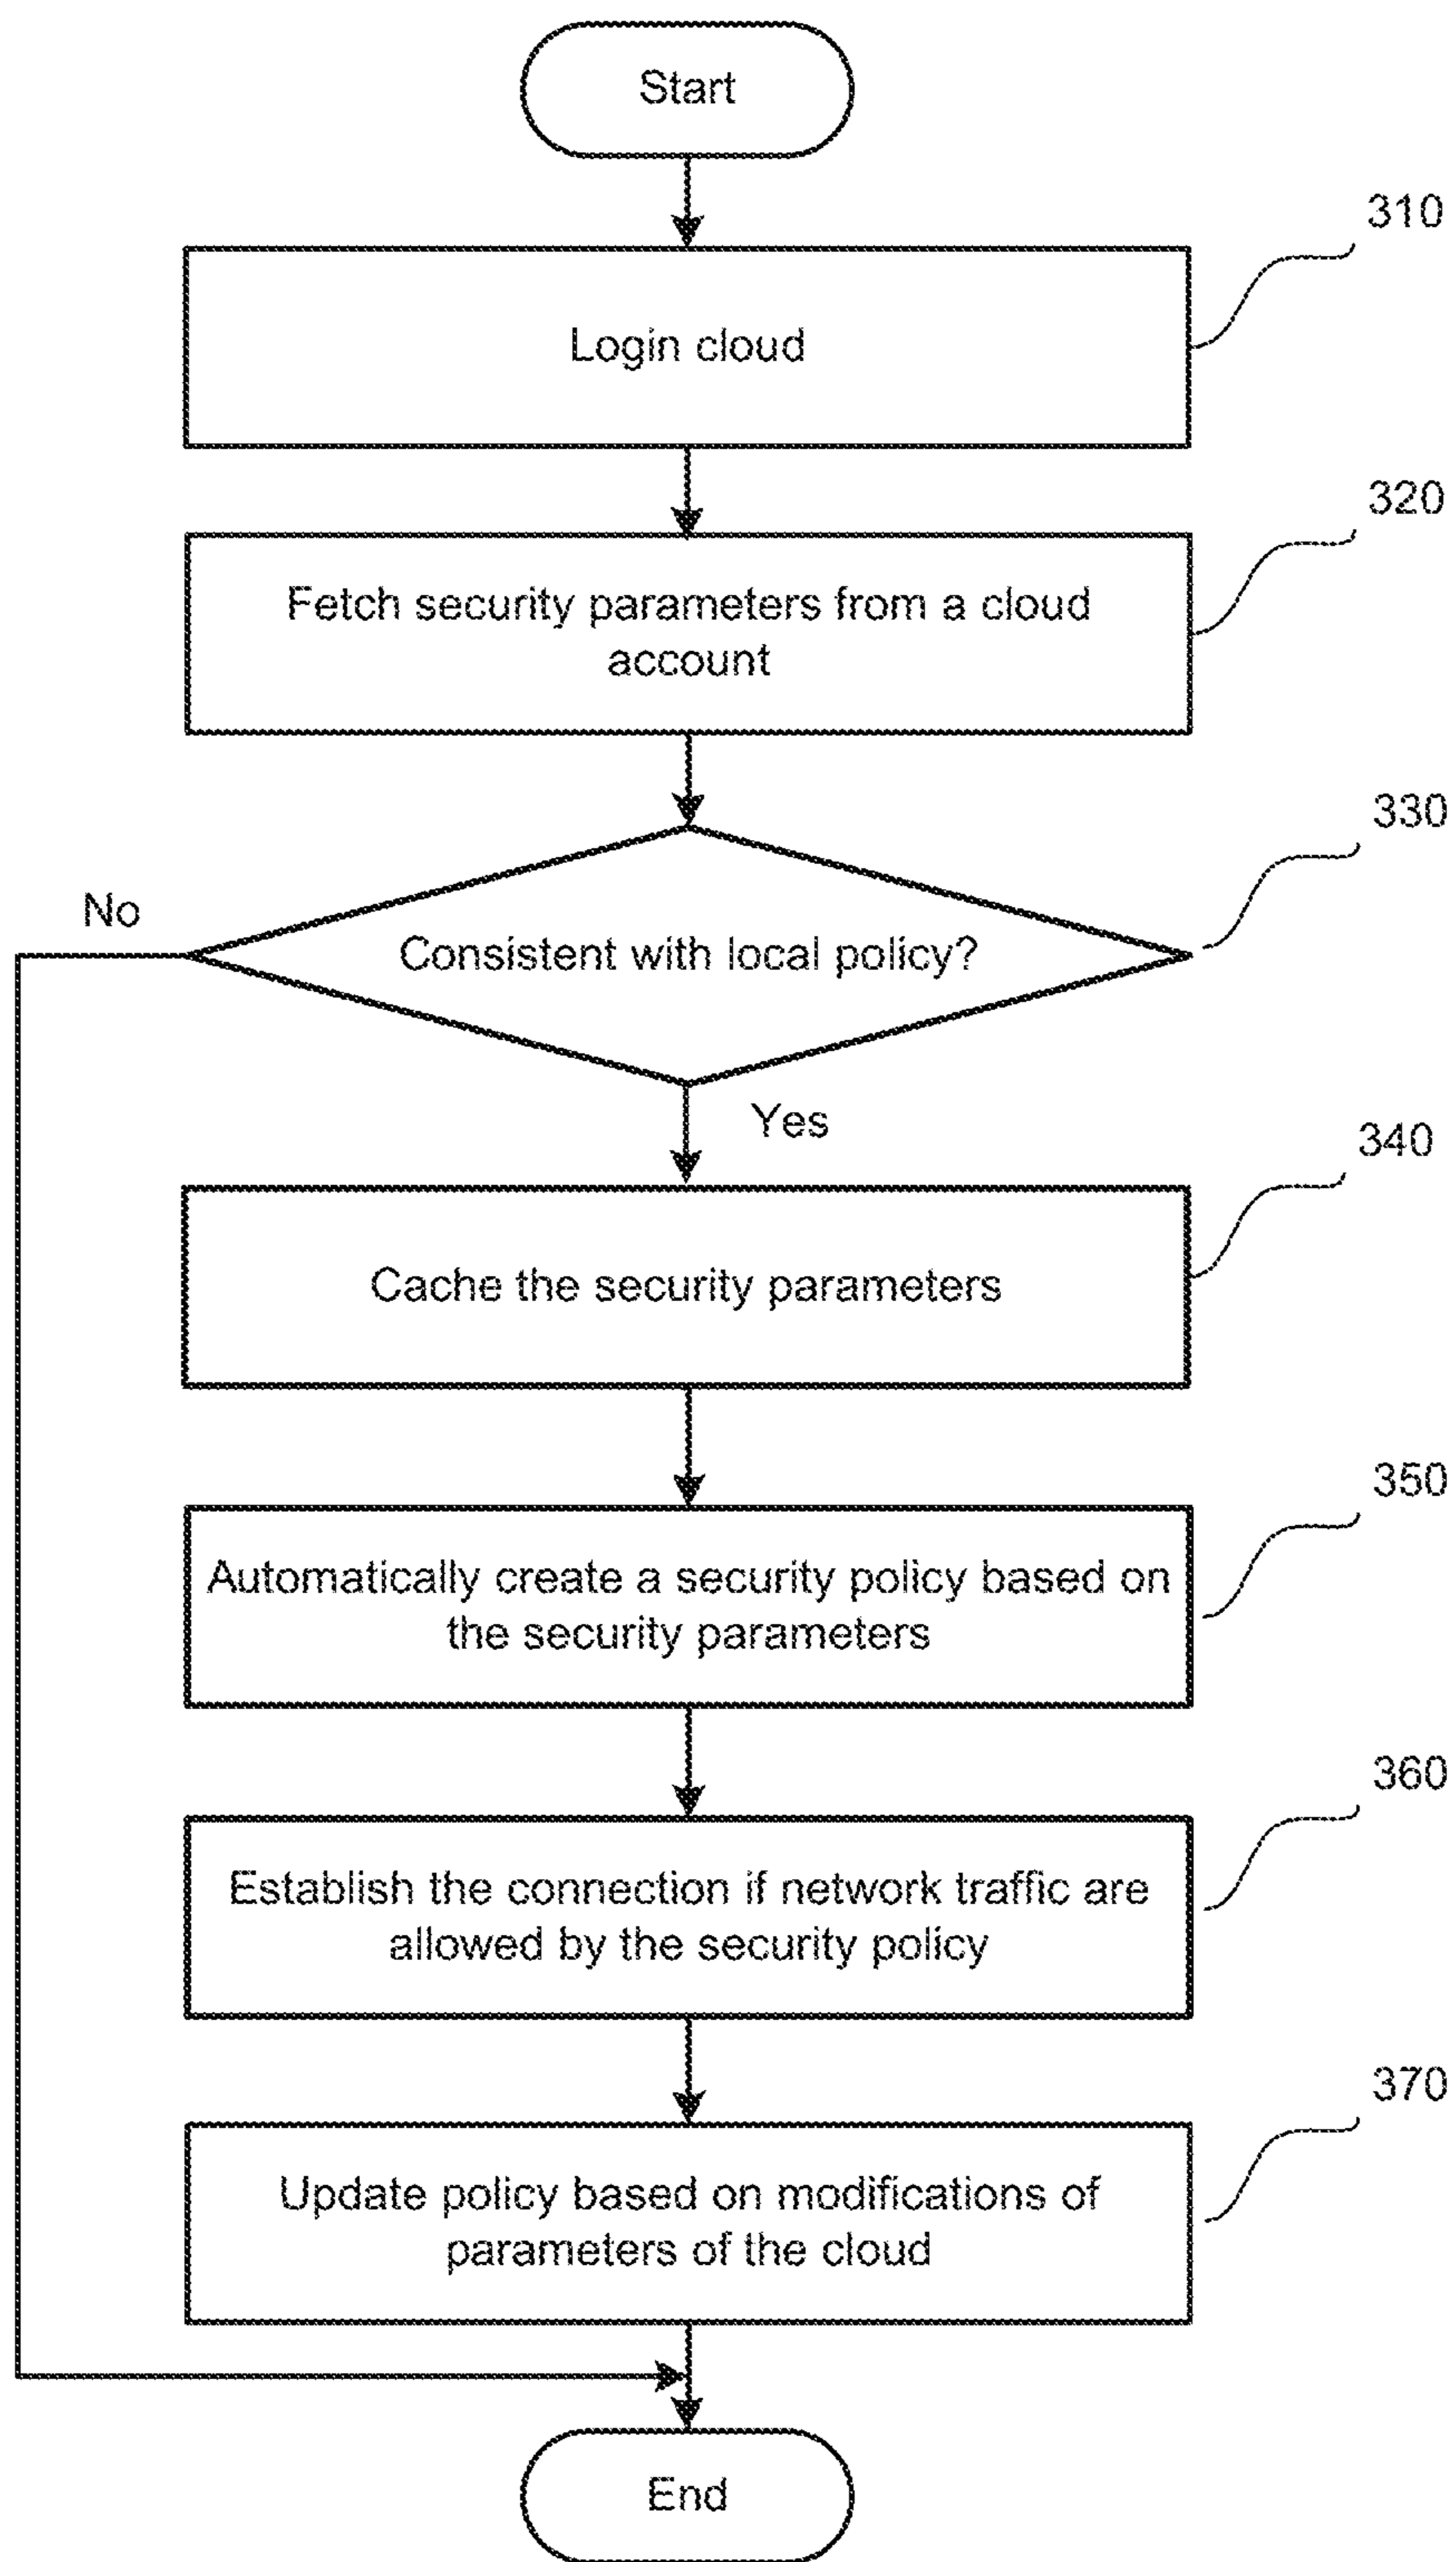 Start
310
Login cloud
320
Fetch security parameters from a cloud
account
330
No
Consistent with local policy?
Yes
340
Cache the security parameters
350
Automatically create a security policy based on
the security parameters
360
Establish the connection if network traffic are
allowed by the security policy
370
Update policy based on modifications of
parameters of the cloud
End